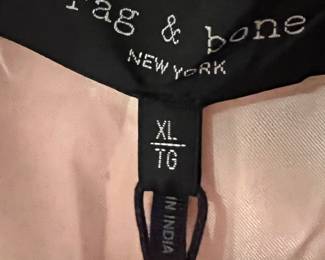 rag & bone
NEW YORK
XL
TG
IN INDIA